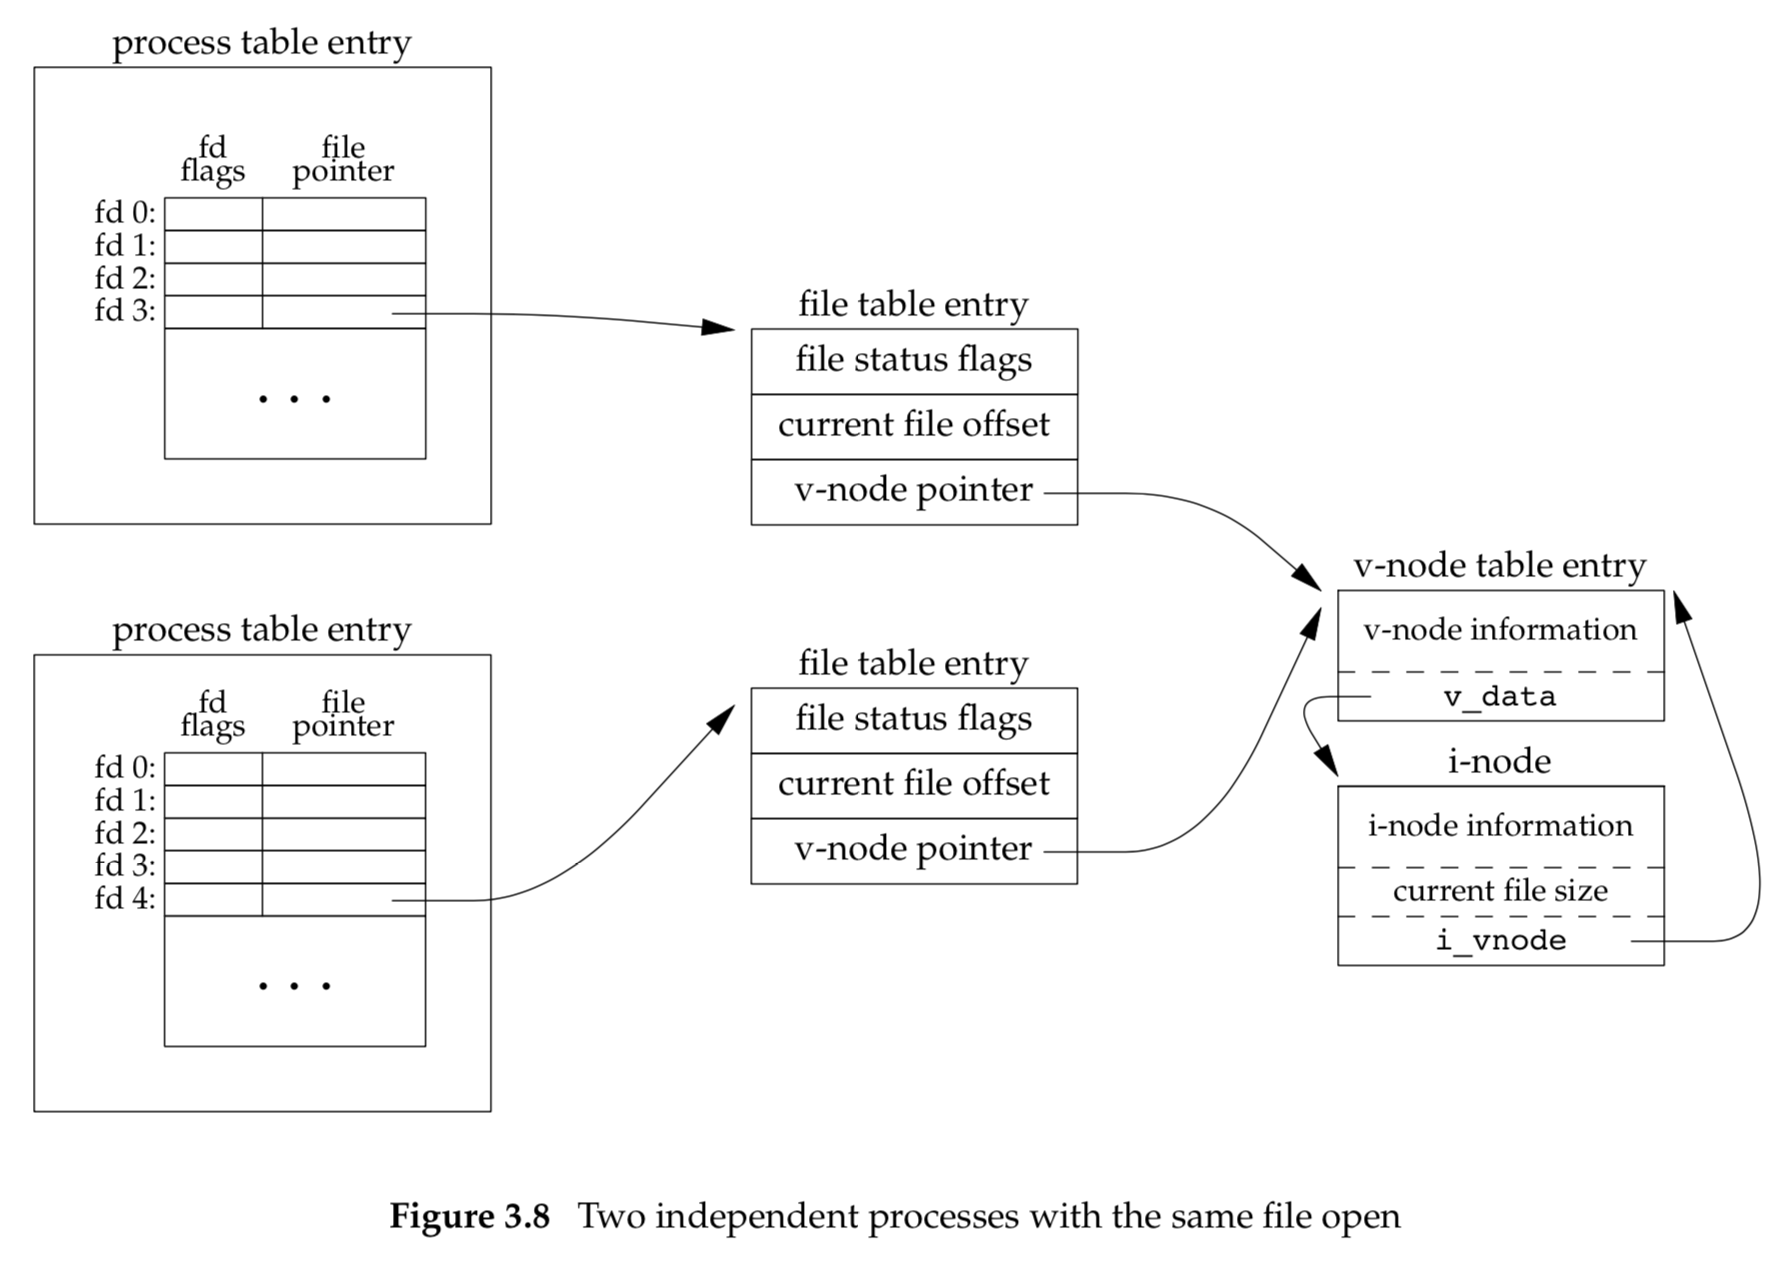 process table entry
fd file
flags pointer
fd 0:
fd 1:
fd 2:
fd 3:
. . .
file table entry
file status flags
current file offset
v-node pointer
process table entry
fd file
flags pointer
fd 0:
fd 1:
fd 2:
fd 3:
fd 4:
. . .
file table entry
file status flags
current file offset
v-node pointer
v-node table entry
v-node information
v_data
i-node
i-node information
current file size
i_vnode
Figure 3.8 Two independent processes with the same file open